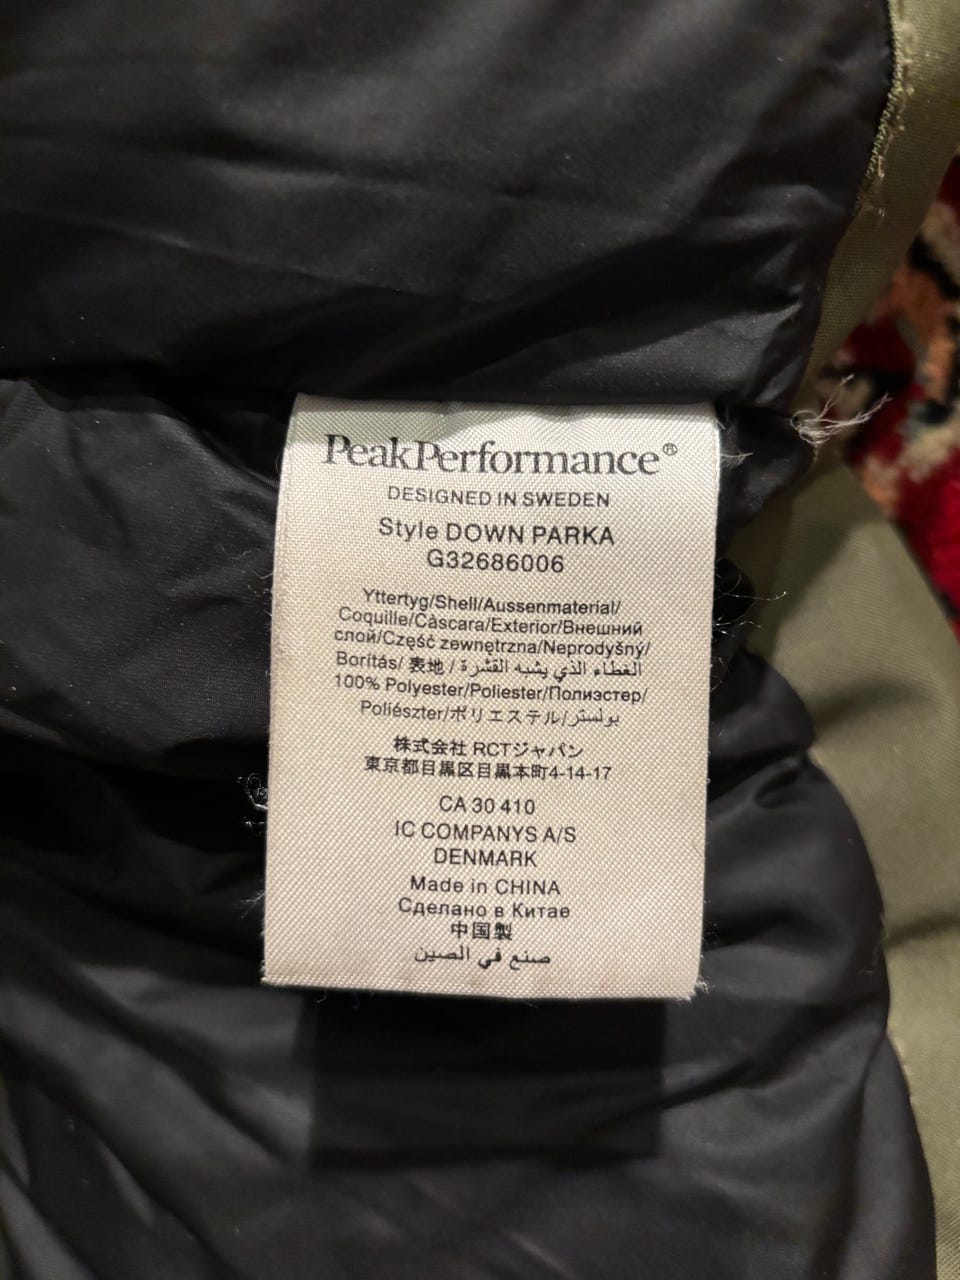 PeakPerformance®
DESIGNED IN SWEDEN
Style DOWN PARKA
G32686006
Yttertyg/Shell/Aussenmaterial/
Coquille/Càscara/Exterior/Внешний
слой/Część zewnętrzna/Neprodyšný/
Borítás/ 表地 / الغطاء الذي يشبه القشرة
100% Polyester/Poliester/Полиэстер/
Poliészter/ポリエステル/بولستر
株式会社 RCTジャパン
東京都目黒区目黒本町4-14-17
CA 30 410
IC COMPANYS A/S
DENMARK
Made in CHINA
Сделано в Китае
中国製
صنع في الصين